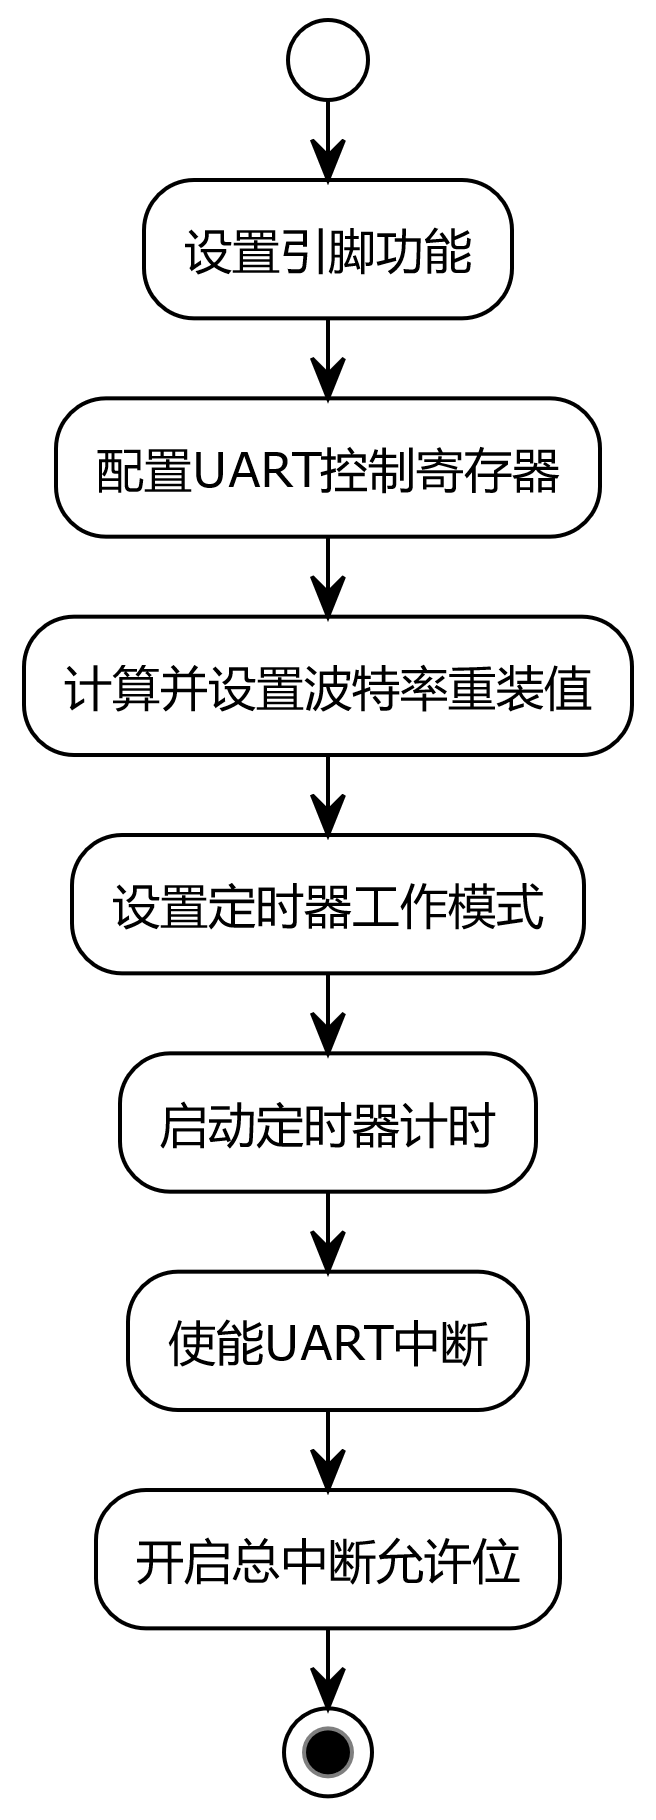 设置引脚功能
配置UART控制寄存器
计算并设置波特率重装值
设置定时器工作模式
启动定时器计时
使能UART中断
开启总中断允许位